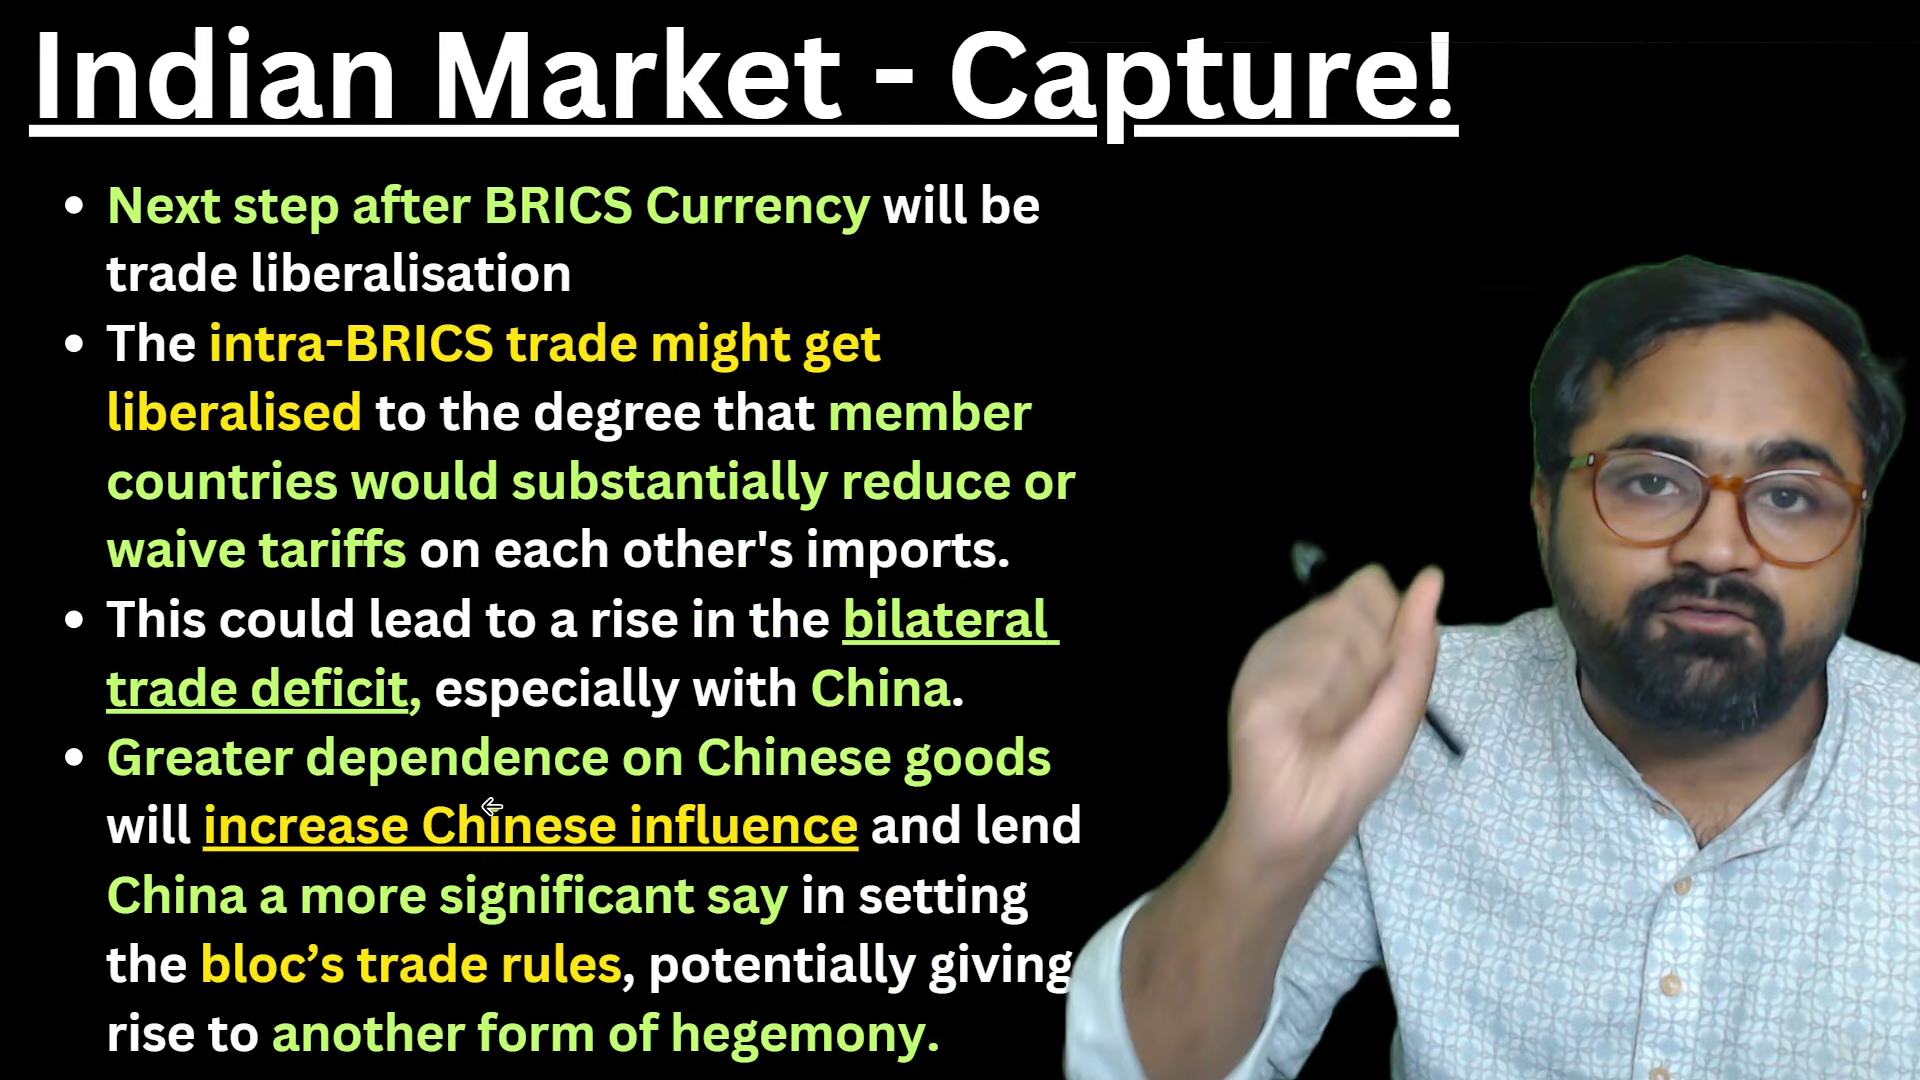 Indian Market - Capture!
• Next step after BRICS Currency will be
trade liberalisation
• The intra-BRICS trade might get
liberalised to the degree that member
countries would substantially reduce or
waive tariffs on each other's imports.
• This could lead to a rise in the bilateral
trade deficit, especially with China.
• Greater dependence on Chinese goods
will increase Chinese influence and lend
China a more significant say in setting
the bloc’s trade rules, potentially giving
rise to another form of hegemony.